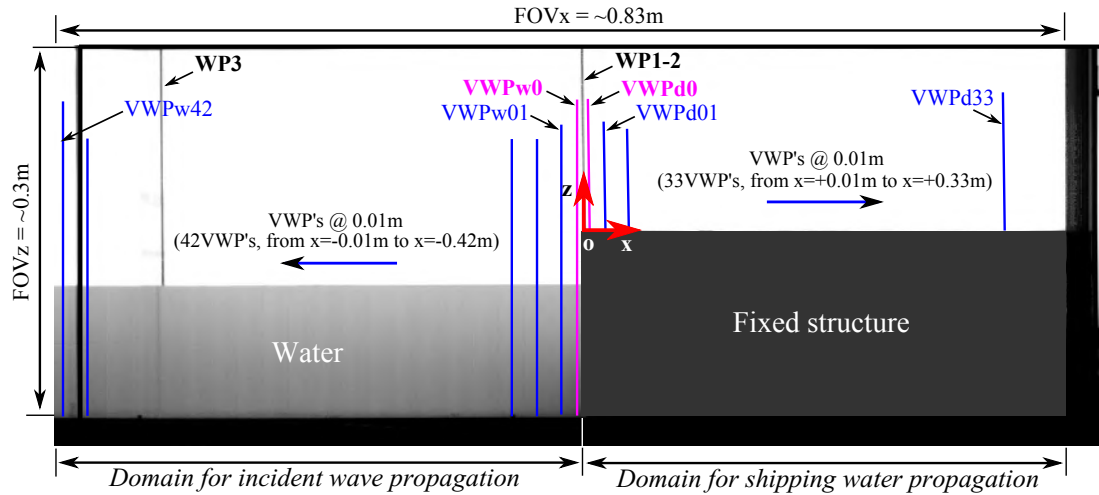 FOVx = ~0.83m
WP3
WP1-2
VWPw0
VWPd0
VWPw42
VWPw01
VWPd01
VWPd33
VWP's @ 0.01m
(33VWP's, from x=+0.01m to x=+0.33m)
z
VWP's @ 0.01m
(42VWP's, from x=-0.01m to x=-0.42m)
o
x
FOVz = ~0.3m
Water
Fixed structure
Domain for incident wave propagation
Domain for shipping water propagation